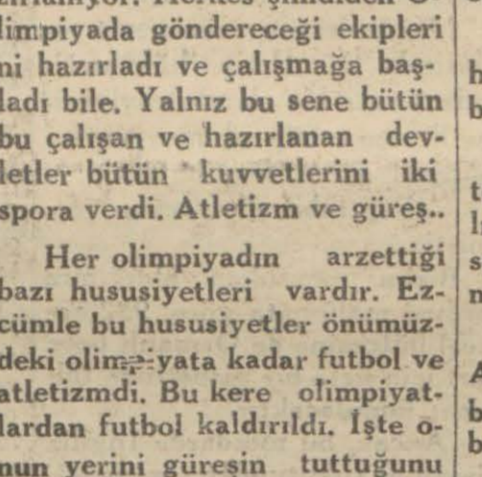 limpiyada göndereceği ekipleri
ni hazırladı ve çalışmağa baş-
ladı bile. Yalnız bu sene bütün
bu çalışan ve hazırlanan dev-
letler bütün kuvvetlerini iki
spora verdi. Atletizm ve güreş..
Her olimpiyadın arzettiği
bazı hususiyetleri vardır. Ez-
cümle bu hususiyetler önümüz-
deki olimpiyata kadar futbol ve
atletizmdi. Bu kere olimpiyat-
lardan futbol kaldırıldı. İşte o-
nun yerini güreşin tuttuğunu